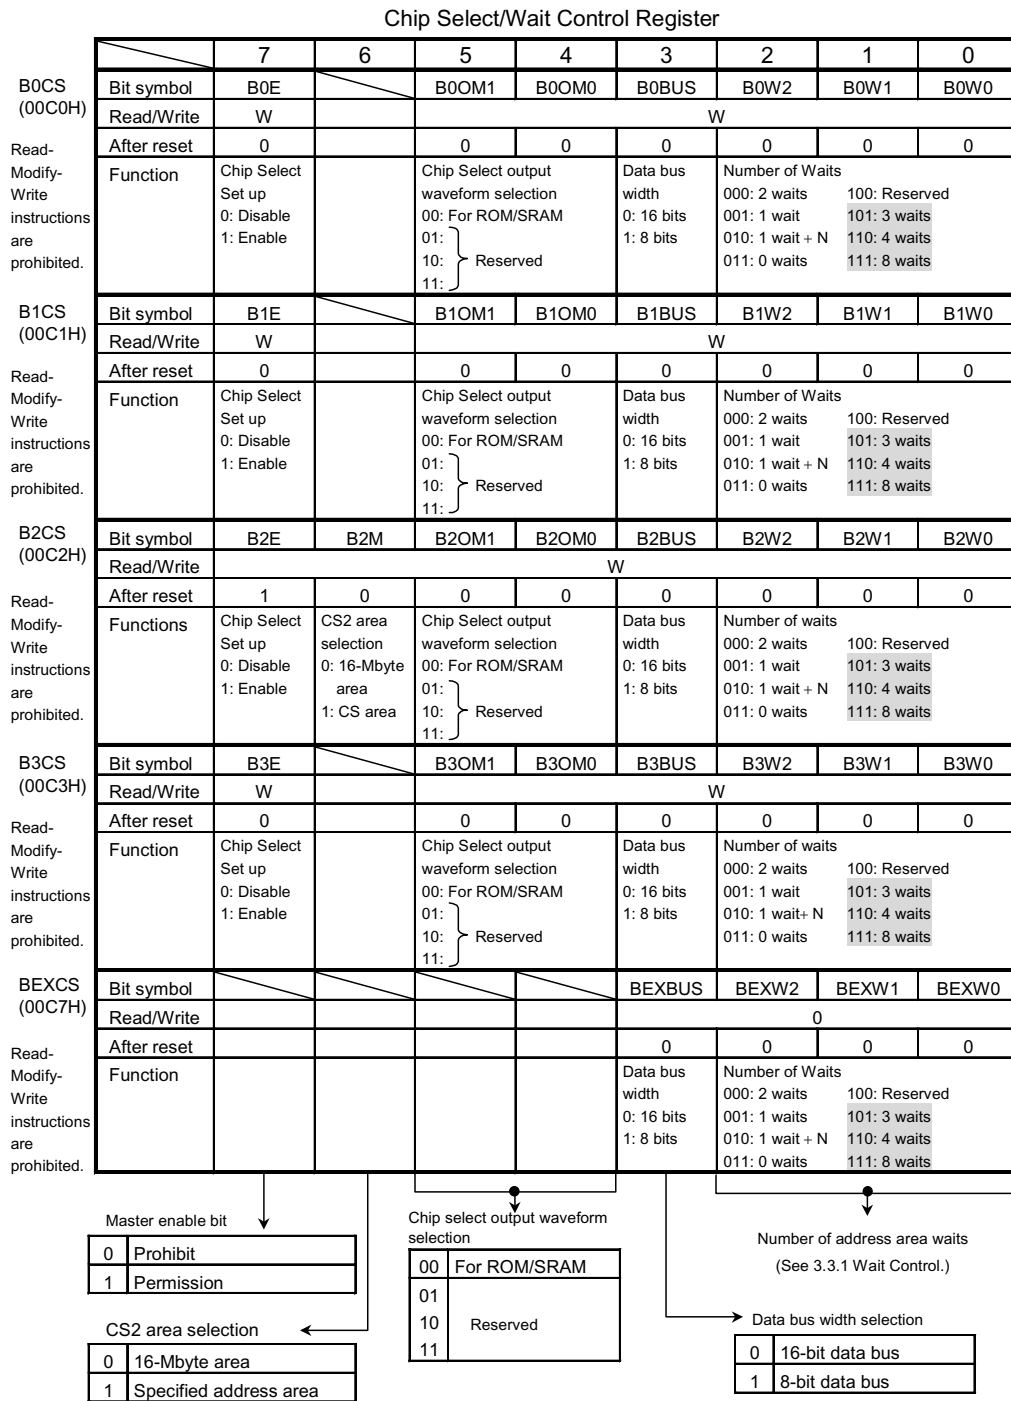 Chip Select/Wait Control Register
7 6 5 4 3 2 1 0
B0CS
(00C0H)
Bit symbol B0E B0OM1 B0OM0 B0BUS B0W2 B0W1 B0W0
Read/Write W W
After reset 0 0 0 0 0 0 0
Read-
Modify-
Write
instructions
are
prohibited.
Function Chip Select Chip Select output Data bus Number of Waits
Set up waveform selection width 000: 2 waits 100: Reserved
0: Disable 00: For ROM/SRAM 0: 16 bits 001: 1 wait 101: 3 waits
1: Enable 01: 1: 8 bits 010: 1 wait + N 110: 4 waits
10: Reserved 011: 0 waits 111: 8 waits
11:
B1CS
(00C1H)
Bit symbol B1E B1OM1 B1OM0 B1BUS B1W2 B1W1 B1W0
Read/Write W W
After reset 0 0 0 0 0 0 0
Read-
Modify-
Write
instructions
are
prohibited.
Function Chip Select Chip Select output Data bus Number of Waits
Set up waveform selection width 000: 2 waits 100: Reserved
0: Disable 00: For ROM/SRAM 0: 16 bits 001: 1 wait 101: 3 waits
1: Enable 01: 1: 8 bits 010: 1 wait + N 110: 4 waits
10: Reserved 011: 0 waits 111: 8 waits
11:
B2CS
(00C2H)
Bit symbol B2E B2M B2OM1 B2OM0 B2BUS B2W2 B2W1 B2W0
Read/Write W
After reset 1 0 0 0 0 0 0 0
Read-
Modify-
Write
instructions
are
prohibited.
Functions Chip Select CS2 area Chip Select output Data bus Number of waits
Set up selection waveform selection width 000: 2 waits 100: Reserved
0: Disable 0: 16-Mbyte 00: For ROM/SRAM 0: 16 bits 001: 1 wait 101: 3 waits
1: Enable area 01: 1: 8 bits 010: 1 wait + N 110: 4 waits
1: CS area 10: Reserved 011: 0 waits 111: 8 waits
11:
B3CS
(00C3H)
Bit symbol B3E B3OM1 B3OM0 B3BUS B3W2 B3W1 B3W0
Read/Write W W
After reset 0 0 0 0 0 0 0
Read-
Modify-
Write
instructions
are
prohibited.
Function Chip Select Chip Select output Data bus Number of waits
Set up waveform selection width 000: 2 waits 100: Reserved
0: Disable 00: For ROM/SRAM 0: 16 bits 001: 1 wait 101: 3 waits
1: Enable 01: 1: 8 bits 010: 1 wait+ N 110: 4 waits
10: Reserved 011: 0 waits 111: 8 waits
11:
BEXCS
(00C7H)
Bit symbol BEXBUS BEXW2 BEXW1 BEXW0
Read/Write 0
After reset 0 0 0 0
Read-
Modify-
Write
instructions
are
prohibited.
Function Data bus Number of Waits
width 000: 2 waits 100: Reserved
0: 16 bits 001: 1 waits 101: 3 waits
1: 8 bits 010: 1 wait + N 110: 4 waits
011: 0 waits 111: 8 waits
Master enable bit
0 Prohibit
1 Permission
CS2 area selection
0 16-Mbyte area
1 Specified address area
Chip select output waveform
selection
00 For ROM/SRAM
01
10 Reserved
11
Number of address area waits
(See 3.3.1 Wait Control.)
Data bus width selection
0 16-bit data bus
1 8-bit data bus